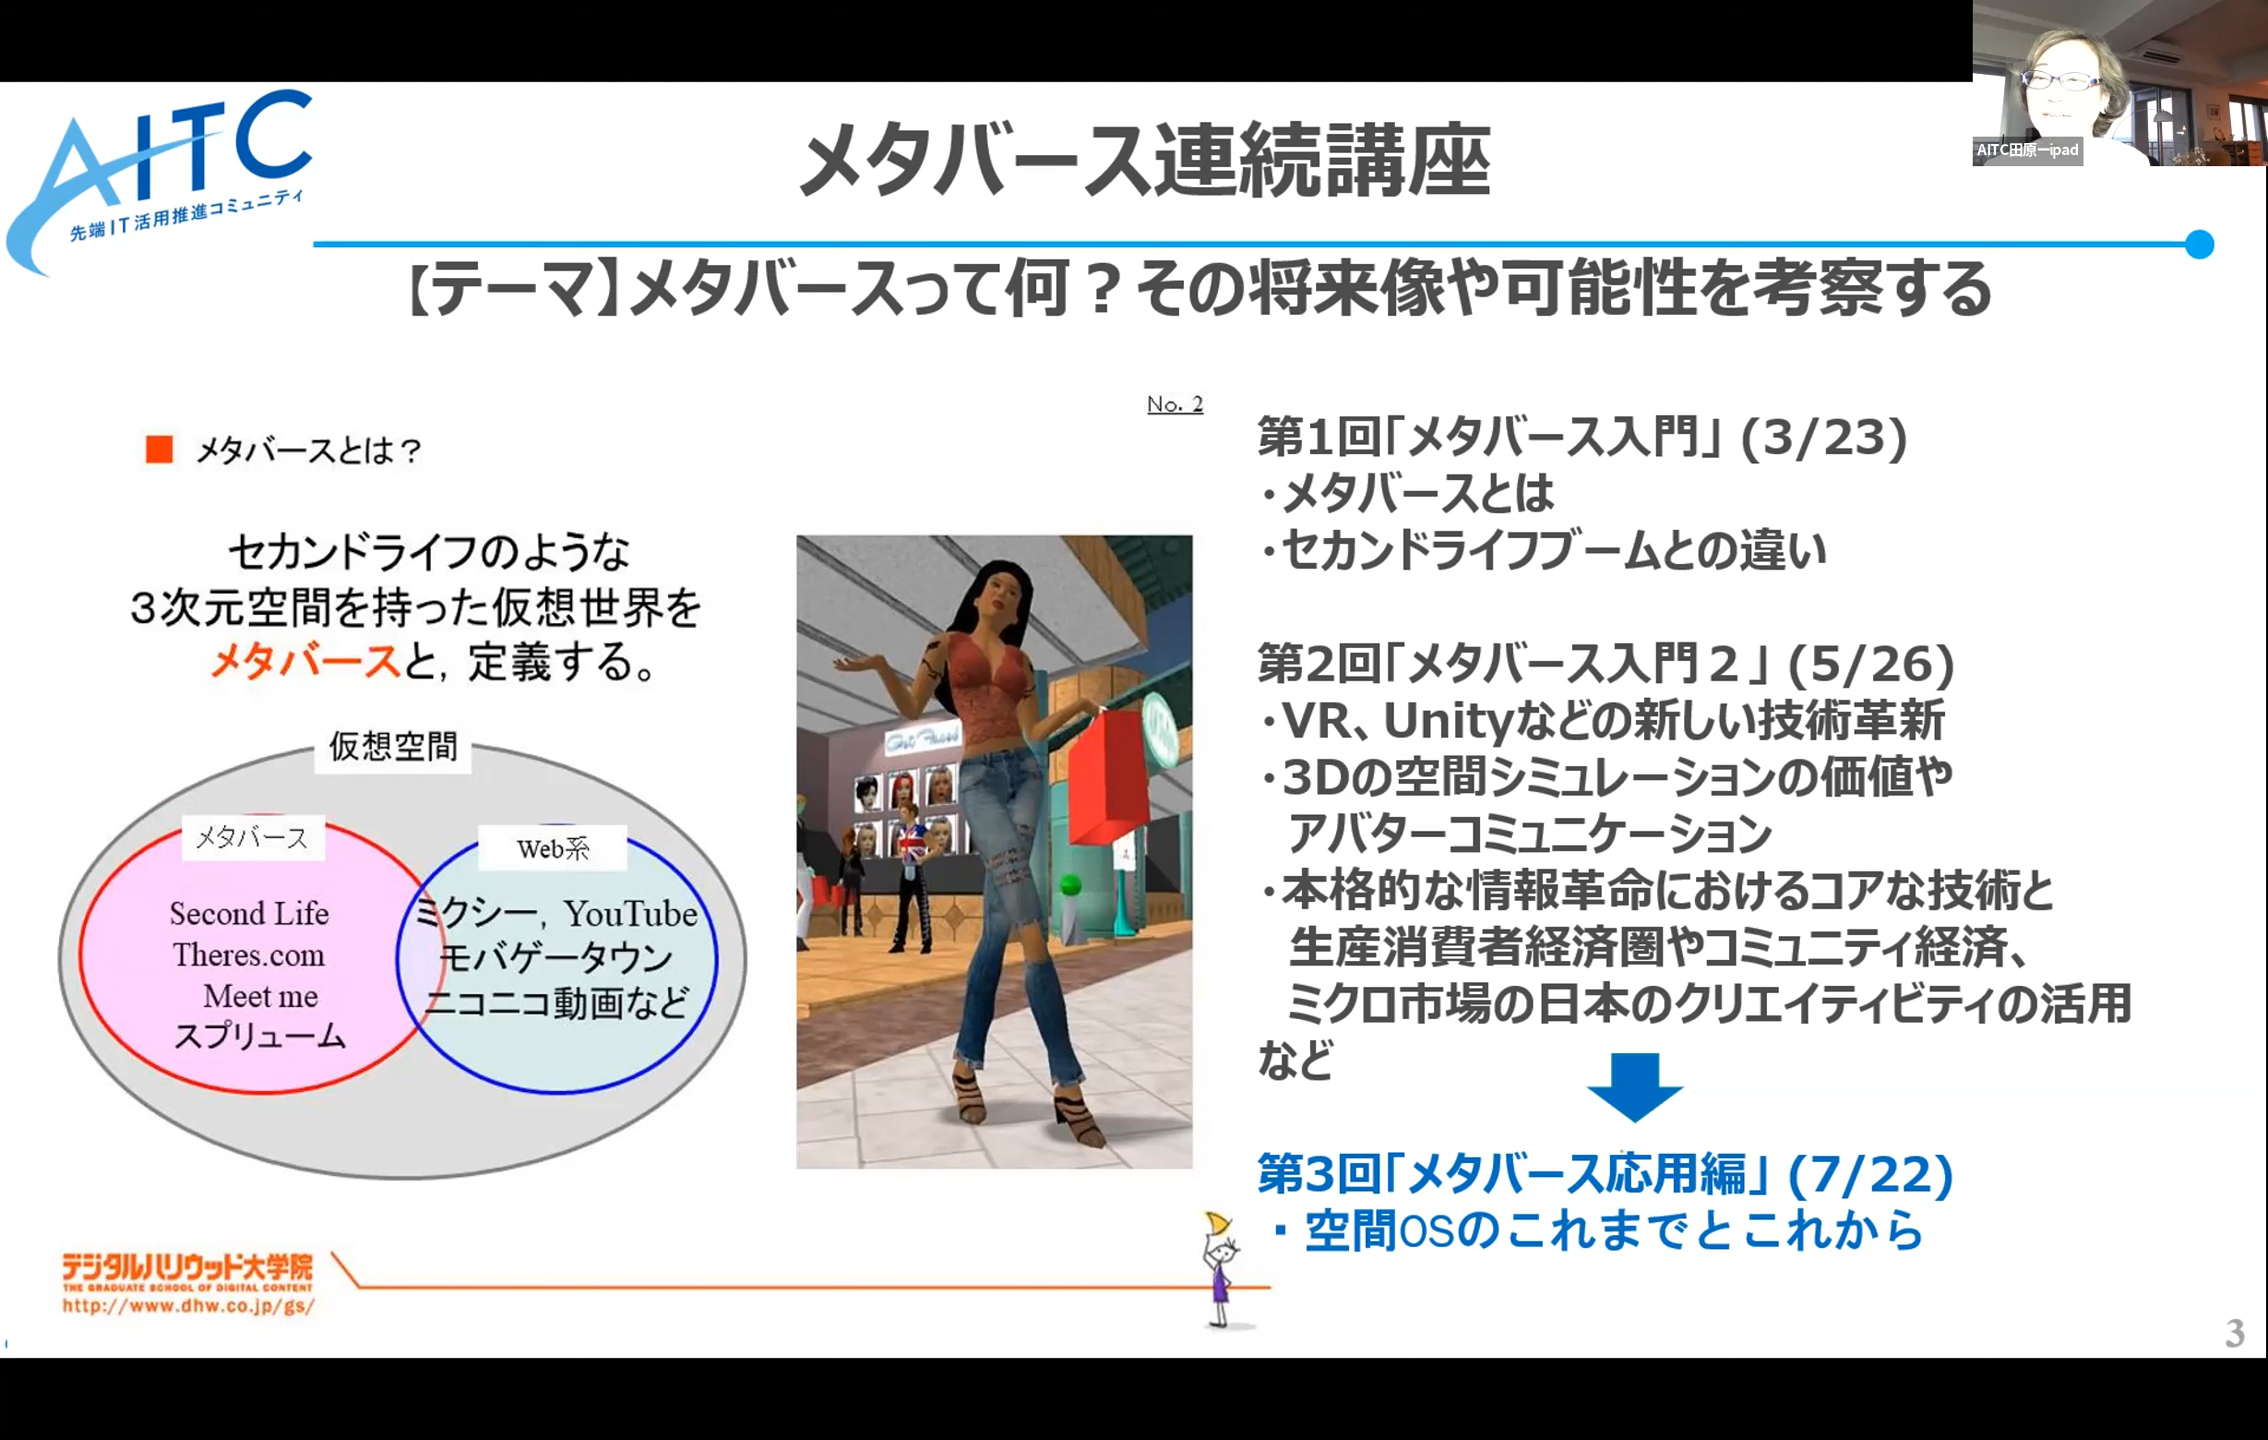 AITC
先端IT活用推進コミュニティ
AITC田原一ipad
メタバース連続講座
【テーマ】メタバースって何？その将来像や可能性を考察する
No. 2
■ メタバースとは？
セカンドライフのような
３次元空間を持った仮想世界を
メタバースと，定義する。
仮想空間
メタバース
Second Life
Theres.com
Meet me
スプリューム
Web系
ミクシー，YouTube
モバゲータウン
ニコニコ動画など
第1回「メタバース入門」(3/23)
・メタバースとは
・セカンドライフブームとの違い
第2回「メタバース入門２」(5/26)
・VR、Unityなどの新しい技術革新
・3Dの空間シミュレーションの価値や
アバターコミュニケーション
・本格的な情報革命におけるコアな技術と
生産消費者経済圏やコミュニティ経済、
ミクロ市場の日本のクリエイティビティの活用
など
第3回「メタバース応用編」(7/22)
・空間OSのこれまでとこれから
デジタルハリウッド大学院
THE GRADUATE SCHOOL OF DIGITAL CONTENT
http://www.dhw.co.jp/gs/
3